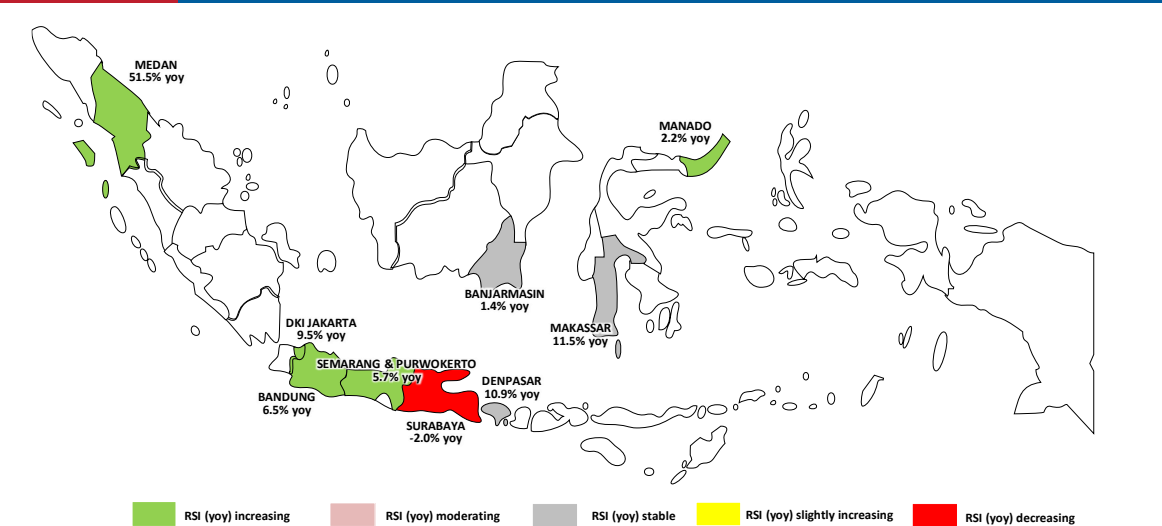 MEDAN
51.5% yoy
MANADO
2.2% yoy
BANJARMASIN
1.4% yoy
MAKASSAR
11.5% yoy
DKI JAKARTA
9.5% yoy
SEMARANG & PURWOKERTO
5.7% yoy
BANDUNG
6.5% yoy
DENPASAR
10.9% yoy
SURABAYA
-2.0% yoy
RSI (yoy) increasing
RSI (yoy) moderating
RSI (yoy) stable
RSI (yoy) slightly increasing
RSI (yoy) decreasing